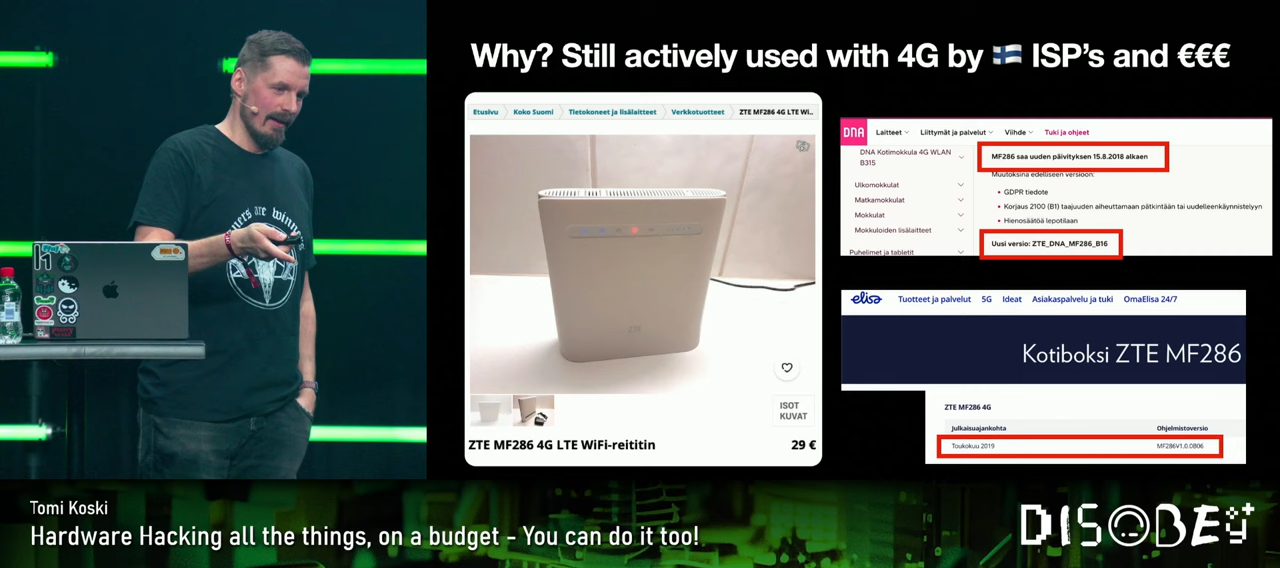 Why? Still actively used with 4G by 🇫🇮 ISP's and €€€
Etusivu
Koko Suomi
Tietokoneet ja lisälaitteet
Verkkotuotteet
ZTE MF286 4G LTE Wi..
ZTE
ISOT
KUVAT
ZTE MF286 4G LTE WiFi-reititin
29 €
DNA
Laitteet
Liittymät ja palvelut
Viihde
Tuki ja ohjeet
DNA Kotimokkula 4G WLAN
B315
Ulkomokkulat
Matkamokkulat
Mokkulat
Mokkuloiden lisälaitteet
Puhelimet ja tabletit
MF286 saa uuden päivityksen 15.8.2018 alkaen
Muutoksina edelliseen versioon:
• GDPR tiedote
• Korjaus 2100 (B1) taajuuden aiheuttamaan pätkintään tai uudelleenkäynnistelyyn
• Hienosäätöä lepotilaan
Uusi versio: ZTE_DNA_MF286_B16
elisa
Tuotteet ja palvelut
5G
Ideat
Asiakaspalvelu ja tuki
OmaElisa 24/7
Kotiboksi ZTE MF286
ZTE MF286 4G
Julkaisuajankohta
Ohjelmistoversio
Toukokuu 2019
MF286V1.0.0B06
Tomi Koski
Hardware Hacking all the things, on a budget - You can do it too!
DISOBEY